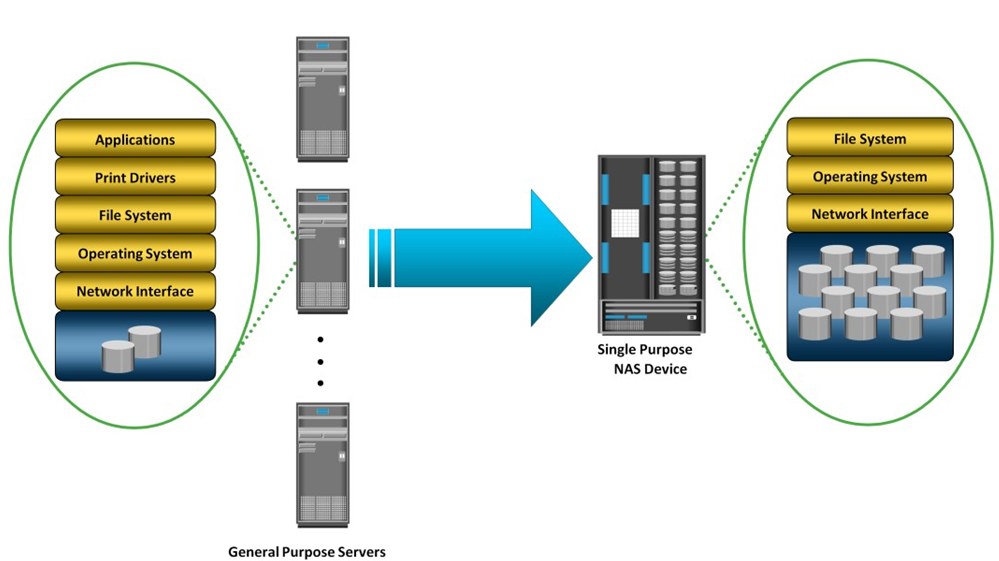 Applications
Print Drivers
File System
Operating System
Network Interface
General Purpose Servers
Single Purpose
NAS Device
File System
Operating System
Network Interface